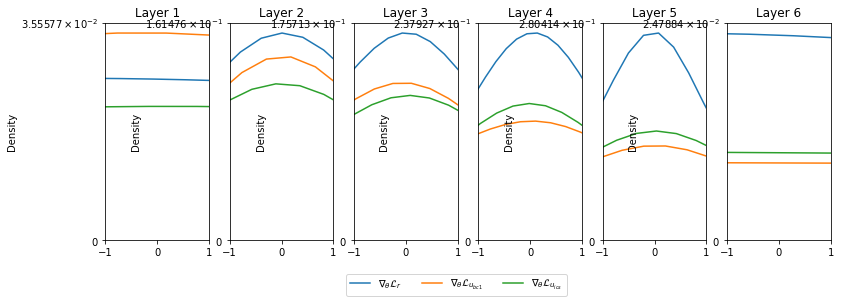 Layer 1 Layer 2 Layer 3 Layer 4 Layer 5 Layer 6
3.55577 × 10⁻² 1.61476 × 10⁻¹ 1.75713 × 10⁻¹ 2.37927 × 10⁻¹ 2.80414 × 10⁻¹ 2.47884 × 10⁻²
Density Density Density Density Density Density
0 0 0 0 0 0
−1 0 1 −1 0 1 −1 0 1 −1 0 1 −1 0 1 −1 0 1
∇θℒr ∇θℒu_bc1 ∇θℒu_ics